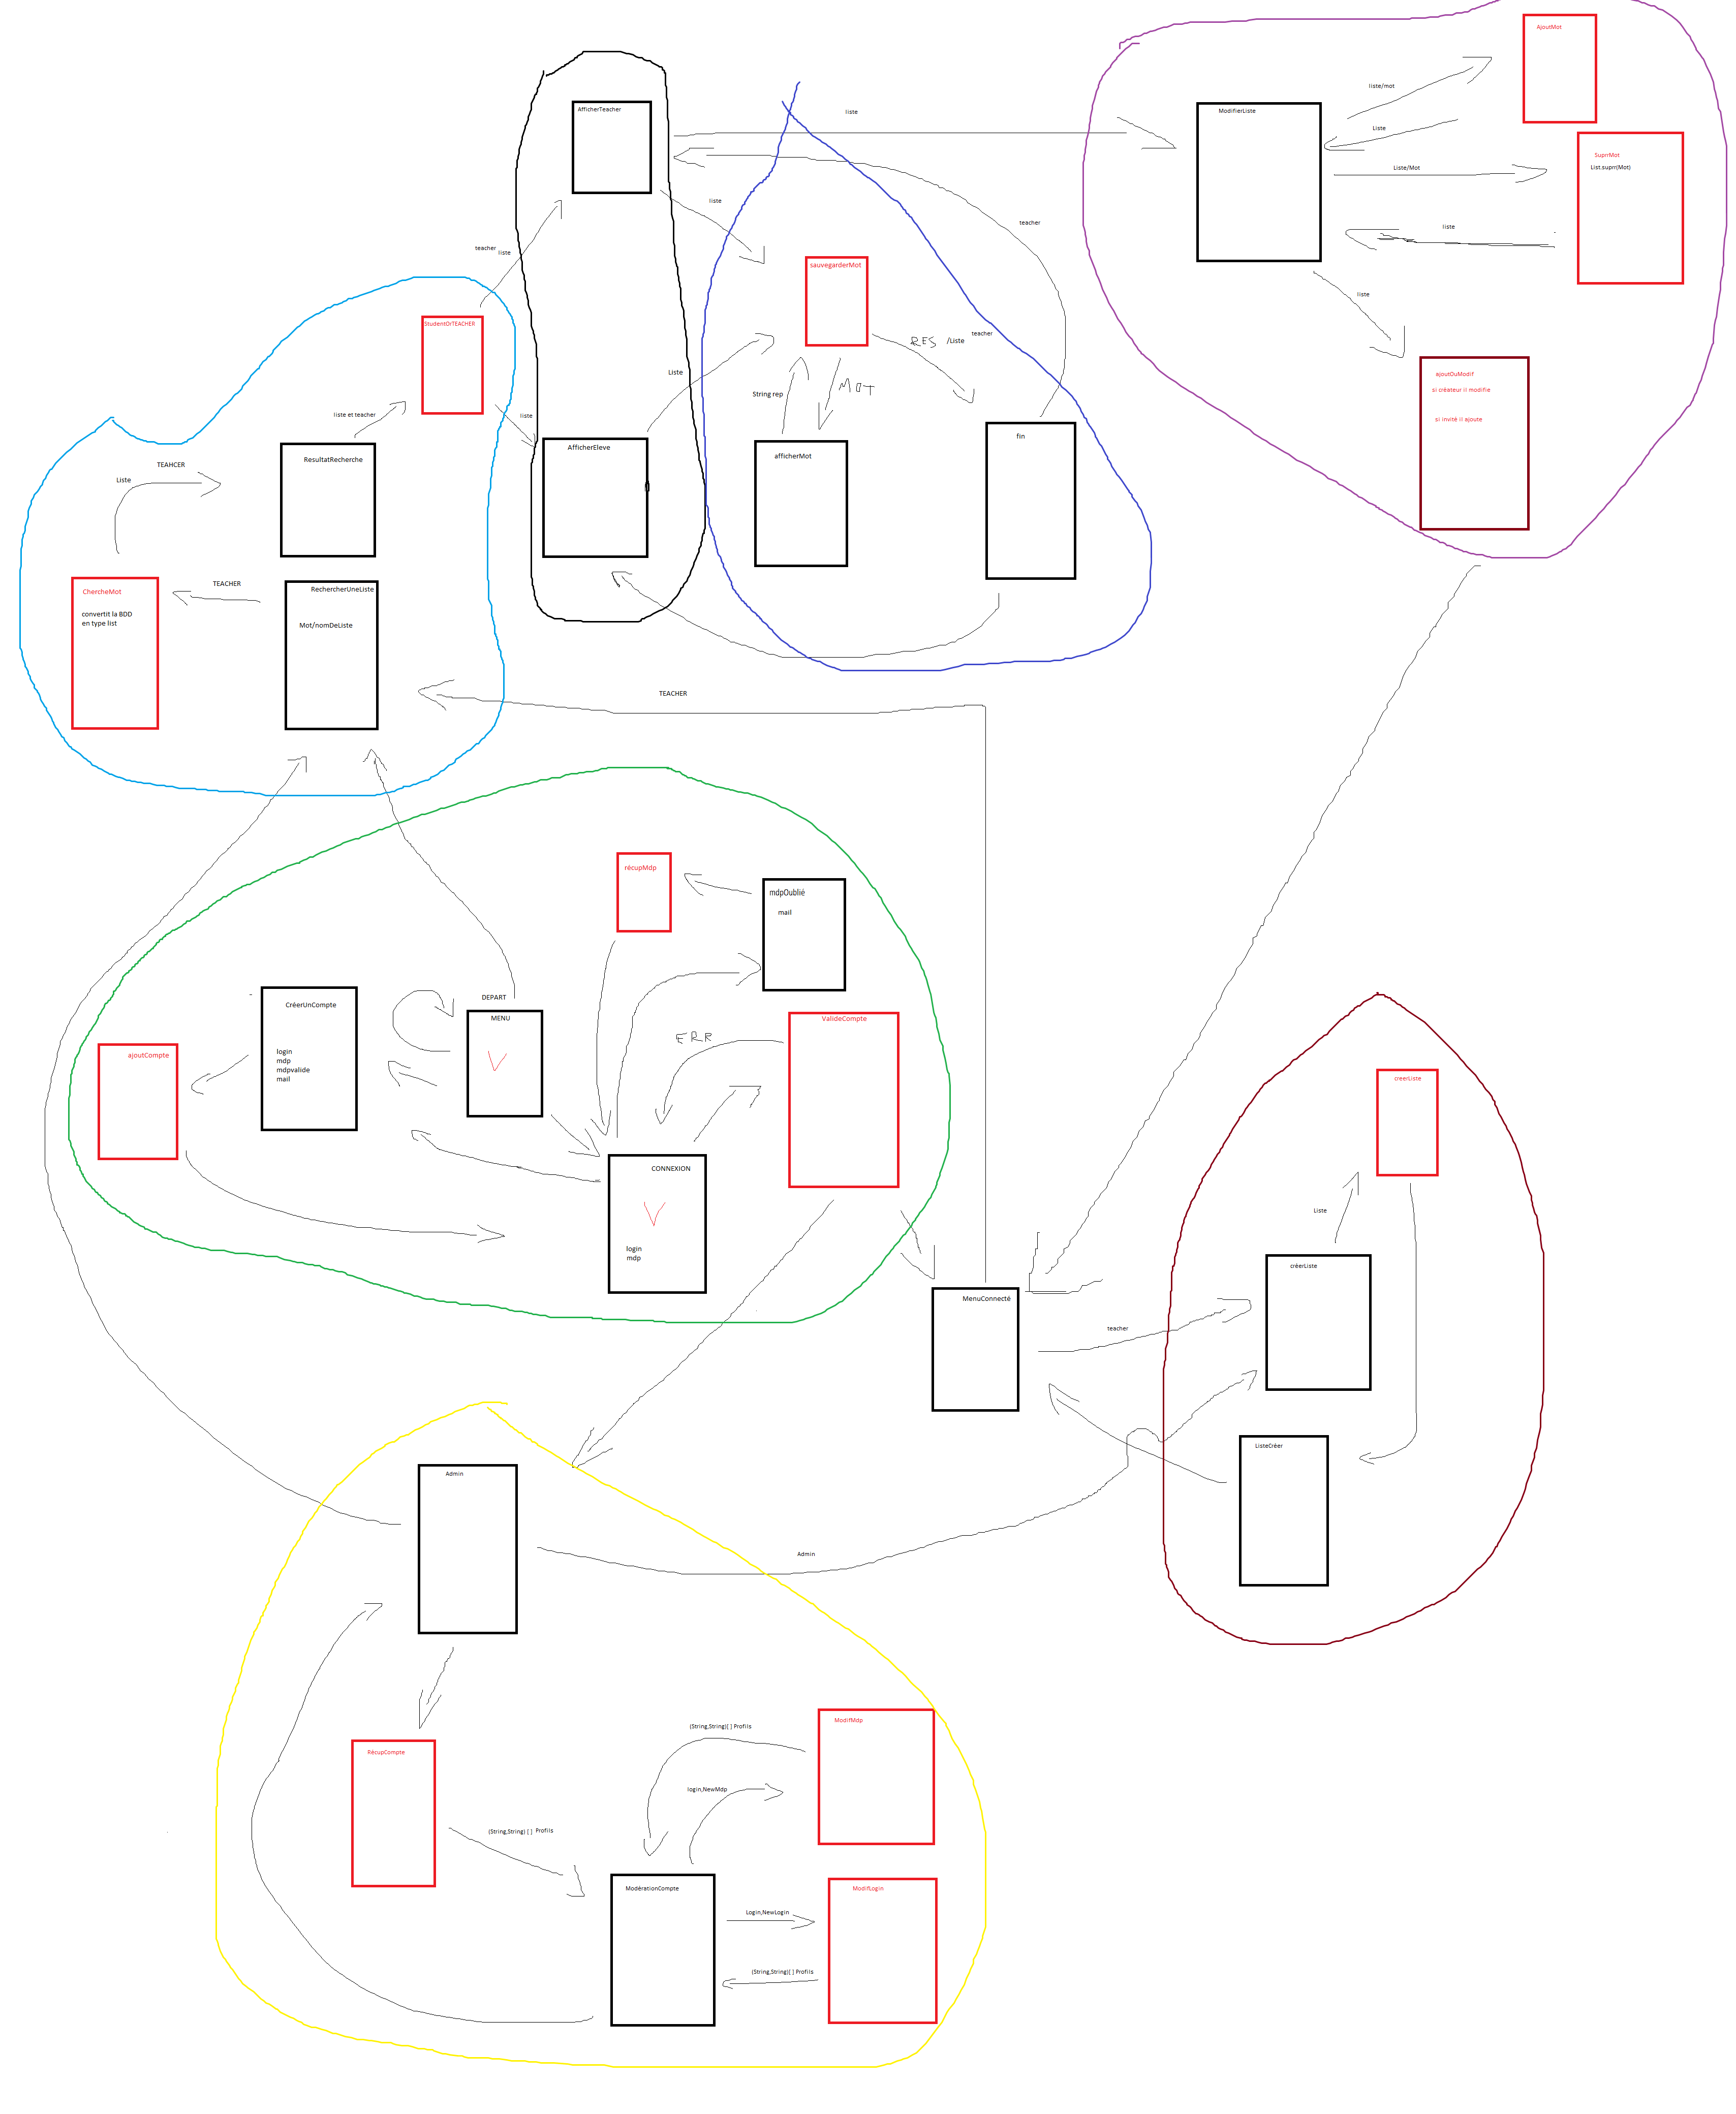 AjoutMot
liste/mot
ModifierListe
Liste
SuprrMot
List.suprr(Mot)
Liste/Mot
liste
liste
ajoutOuModif
si créateur il modifie
si invité il ajoute
AfficherTeacher
liste
liste
teacher
teacher
liste
sauvegarderMot
RES
/Liste
teacher
StudentOrTEACHER
Liste
String rep
MOT
liste et teacher
liste
fin
AfficherEleve
afficherMot
ResultatRecherche
TEAHCER
Liste
TEACHER
ChercheMot
convertit la BDD
en type list
RechercherUneListe
Mot/nomDeListe
TEACHER
récupMdp
mdpOublié
mail
DEPART
MENU
CréerUnCompte
login
mdp
mdpvalide
mail
ajoutCompte
ERR
ValideCompte
CONNEXION
login
mdp
creerListe
Liste
créerListe
MenuConnecté
teacher
ListeCréer
Admin
Admin
RécupCompte
(String,String)[ ] Profils
ModifMdp
login,NewMdp
(String,String) [ ] Profils
ModérationCompte
ModifLogin
Login,NewLogin
(String,String)[ ] Profils